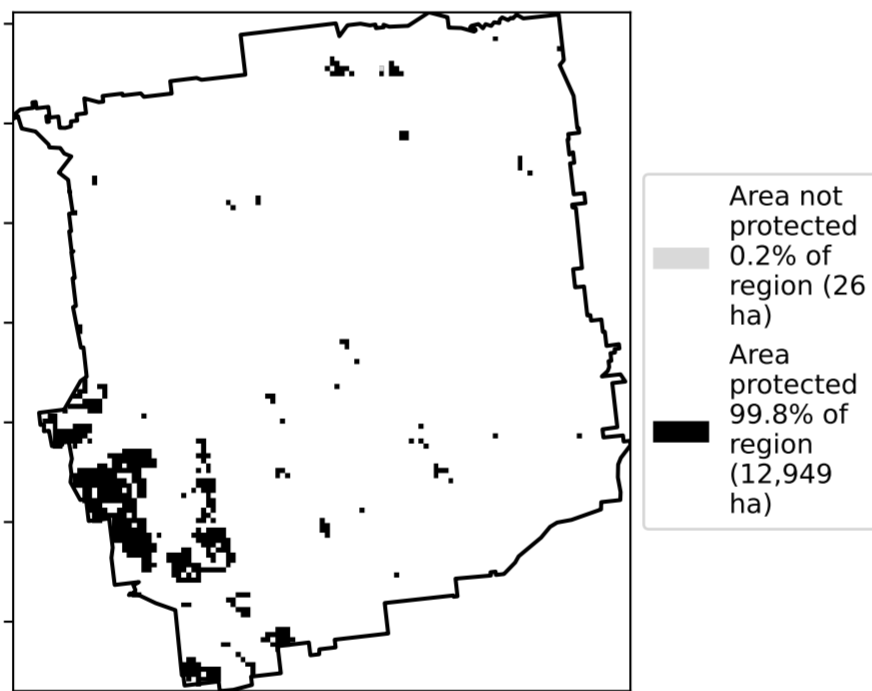 Area not
protected
0.2% of
region (26
ha)
Area
protected
99.8% of
region
(12,949
ha)